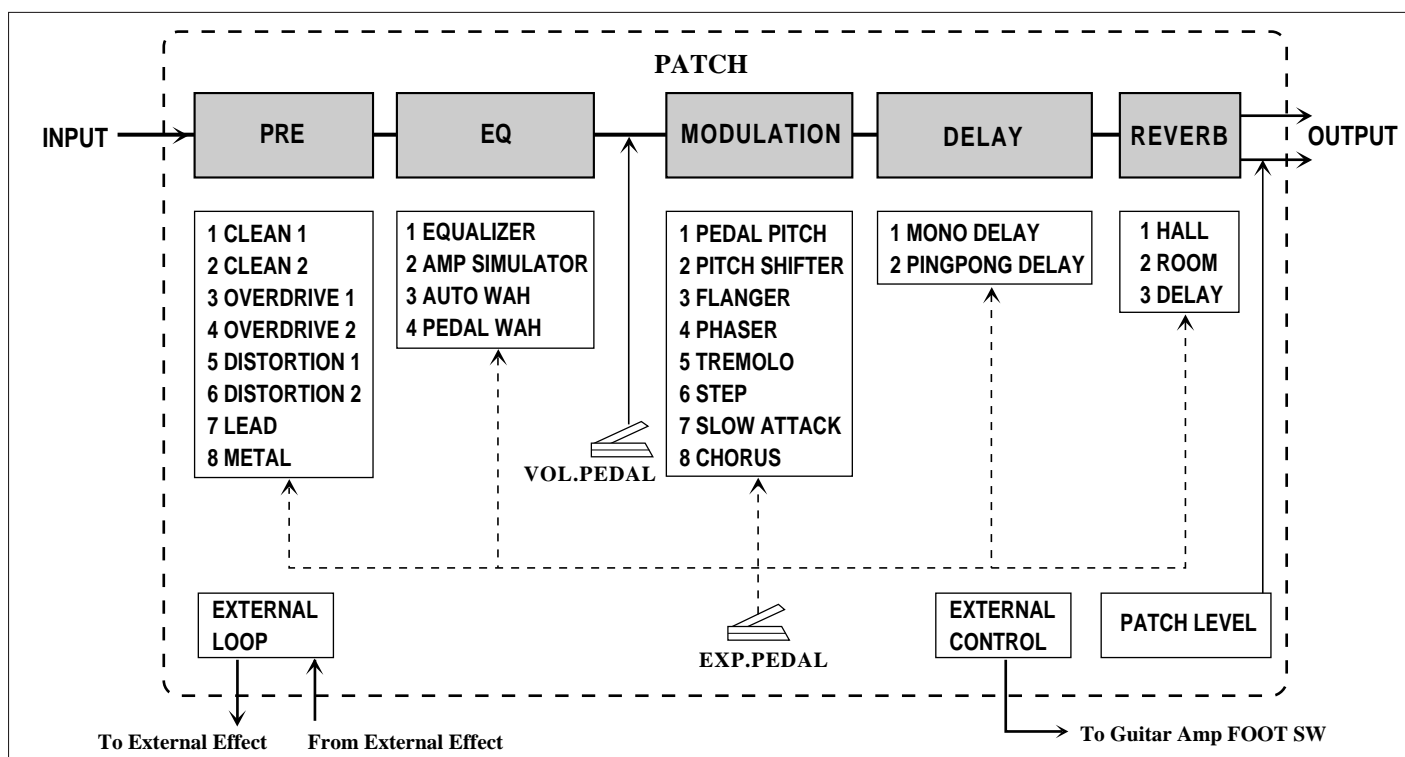 PATCH
INPUT
PRE
EQ
MODULATION
DELAY
REVERB
OUTPUT
1 CLEAN 1
2 CLEAN 2
3 OVERDRIVE 1
4 OVERDRIVE 2
5 DISTORTION 1
6 DISTORTION 2
7 LEAD
8 METAL
1 EQUALIZER
2 AMP SIMULATOR
3 AUTO WAH
4 PEDAL WAH
VOL.PEDAL
1 PEDAL PITCH
2 PITCH SHIFTER
3 FLANGER
4 PHASER
5 TREMOLO
6 STEP
7 SLOW ATTACK
8 CHORUS
1 MONO DELAY
2 PINGPONG DELAY
1 HALL
2 ROOM
3 DELAY
EXTERNAL
LOOP
EXP.PEDAL
EXTERNAL
CONTROL
PATCH LEVEL
To External Effect
From External Effect
To Guitar Amp FOOT SW